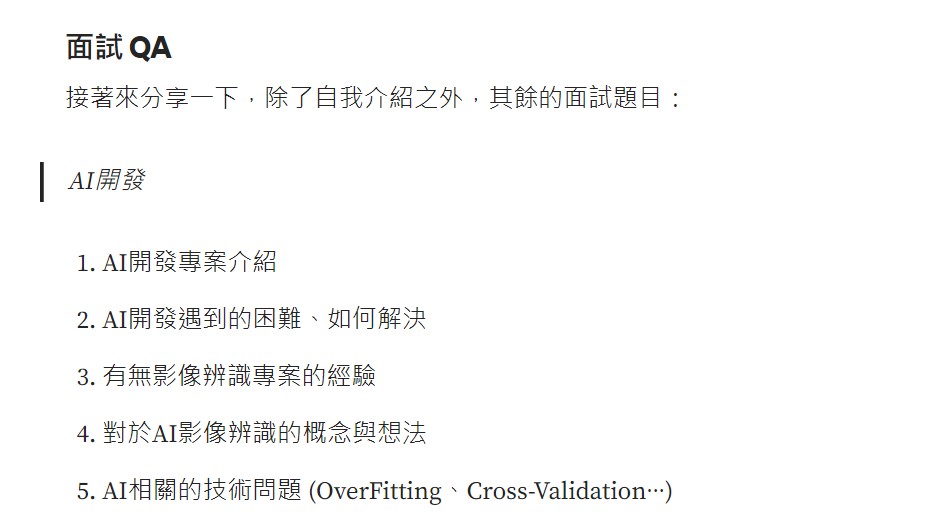 面試 QA
接著來分享一下，除了自我介紹之外，其餘的面試題目：
AI開發
1. AI開發專案介紹
2. AI開發遇到的困難、如何解決
3. 有無影像辨識專案的經驗
4. 對於AI影像辨識的概念與想法
5. AI相關的技術問題 (OverFitting、Cross-Validation…)